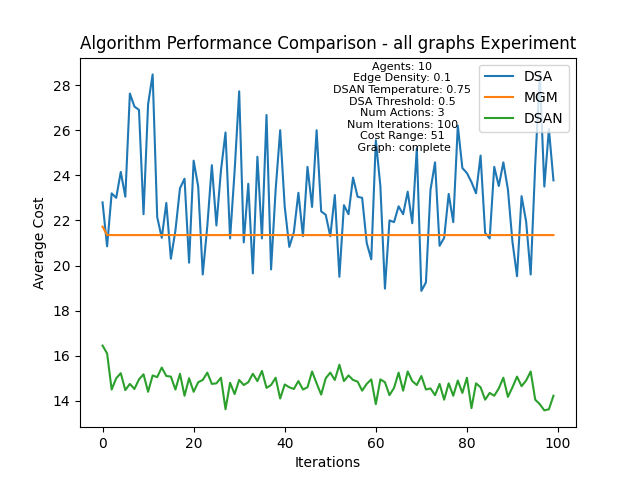 Algorithm Performance Comparison - all graphs Experiment
Agents: 10
Edge Density: 0.1
DSAN Temperature: 0.75
DSA Threshold: 0.5
Num Actions: 3
Num Iterations: 100
Cost Range: 51
Graph: complete
DSA
MGM
DSAN
Average Cost
28
26
24
22
20
18
16
14
0
20
40
60
80
100
Iterations